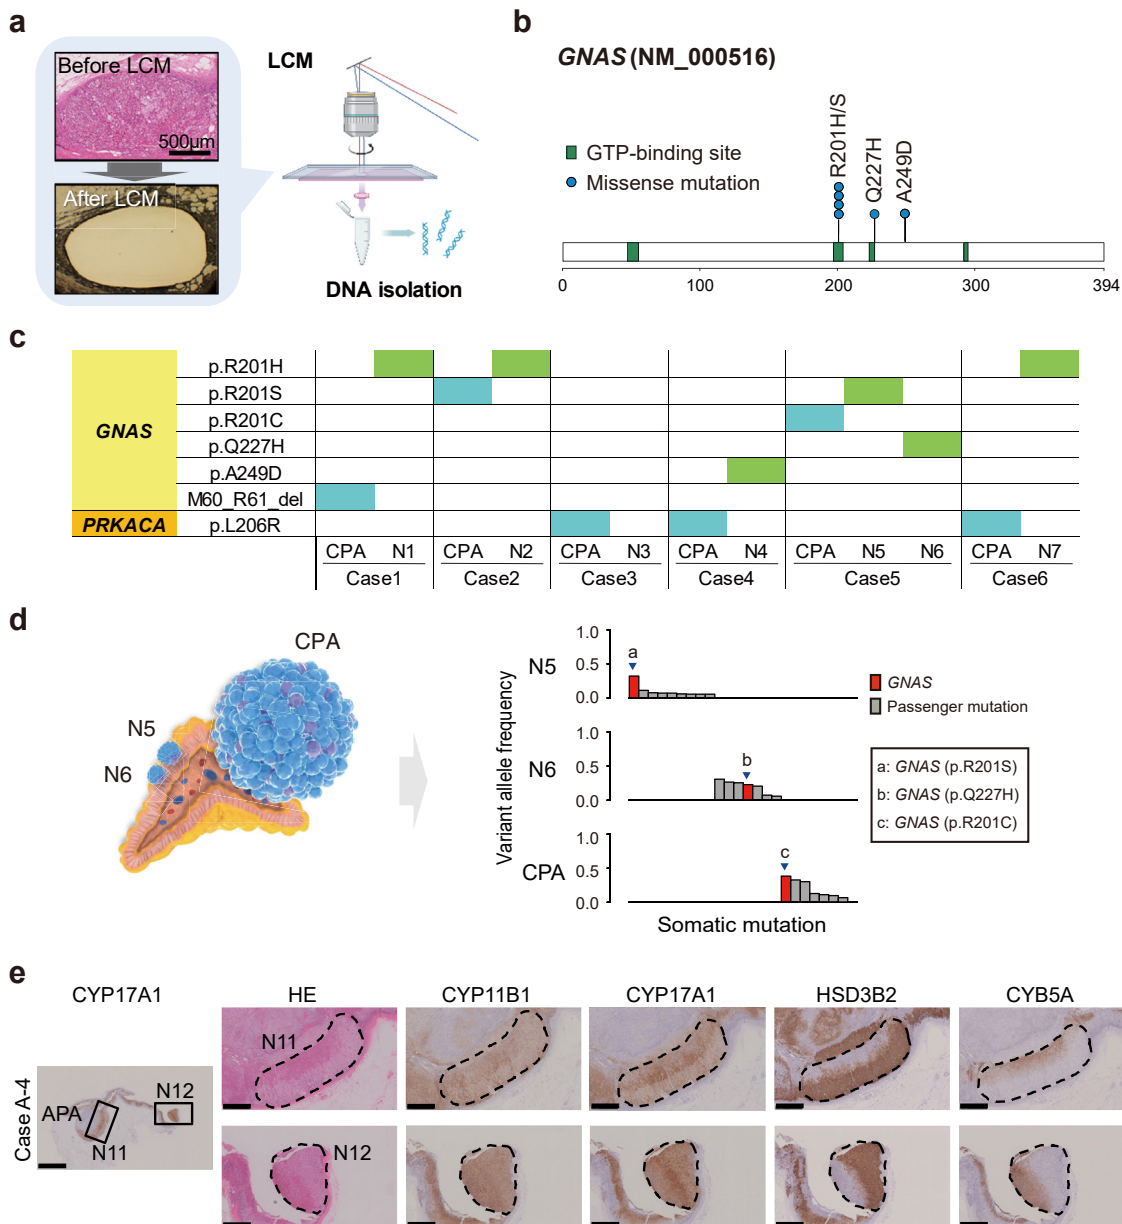 a
Before LCM
500μm
After LCM
LCM
DNA isolation
b
GNAS (NM_000516)
GTP-binding site
Missense mutation
R201H/S
Q227H
A249D
0 100 200 300 394
c
GNAS
p.R201H
p.R201S
p.R201C
p.Q227H
p.A249D
M60_R61_del
PRKACA p.L206R
CPA N1 CPA N2 CPA N3 CPA N4 CPA N5 N6 CPA N7
Case1 Case2 Case3 Case4 Case5 Case6
d
CPA
N5
N6
Variant allele frequency
N5
1.0
0.5
0.0
a
N6
1.0
0.5
0.0
b
CPA
1.0
0.5
0.0
c
Somatic mutation
GNAS
Passenger mutation
a: GNAS (p.R201S)
b: GNAS (p.Q227H)
c: GNAS (p.R201C)
e
CYP17A1 HE CYP11B1 CYP17A1 HSD3B2 CYB5A
Case A-4
APA
N11
N12
N11
N12